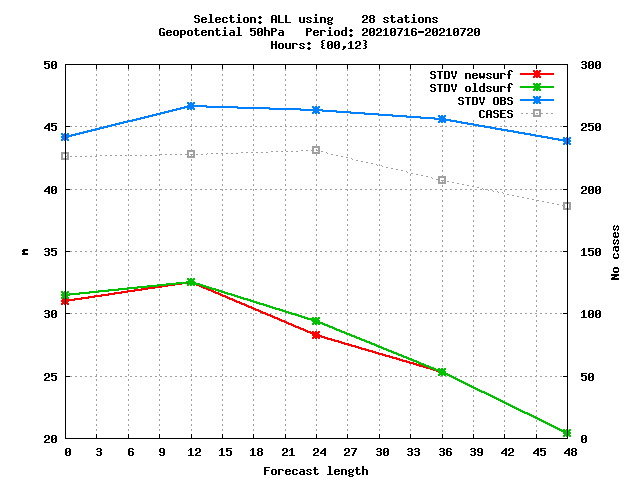 Selection: ALL using    28 stations
Geopotential 50hPa   Period: 20210716-20210720
Hours: {00,12}
50 300
STDV newsurf
STDV oldsurf
STDV OBS
CASES
45 250
40 200
m
35 150
No cases
30 100
25 50
20 0
0 3 6 9 12 15 18 21 24 27 30 33 36 39 42 45 48
Forecast length